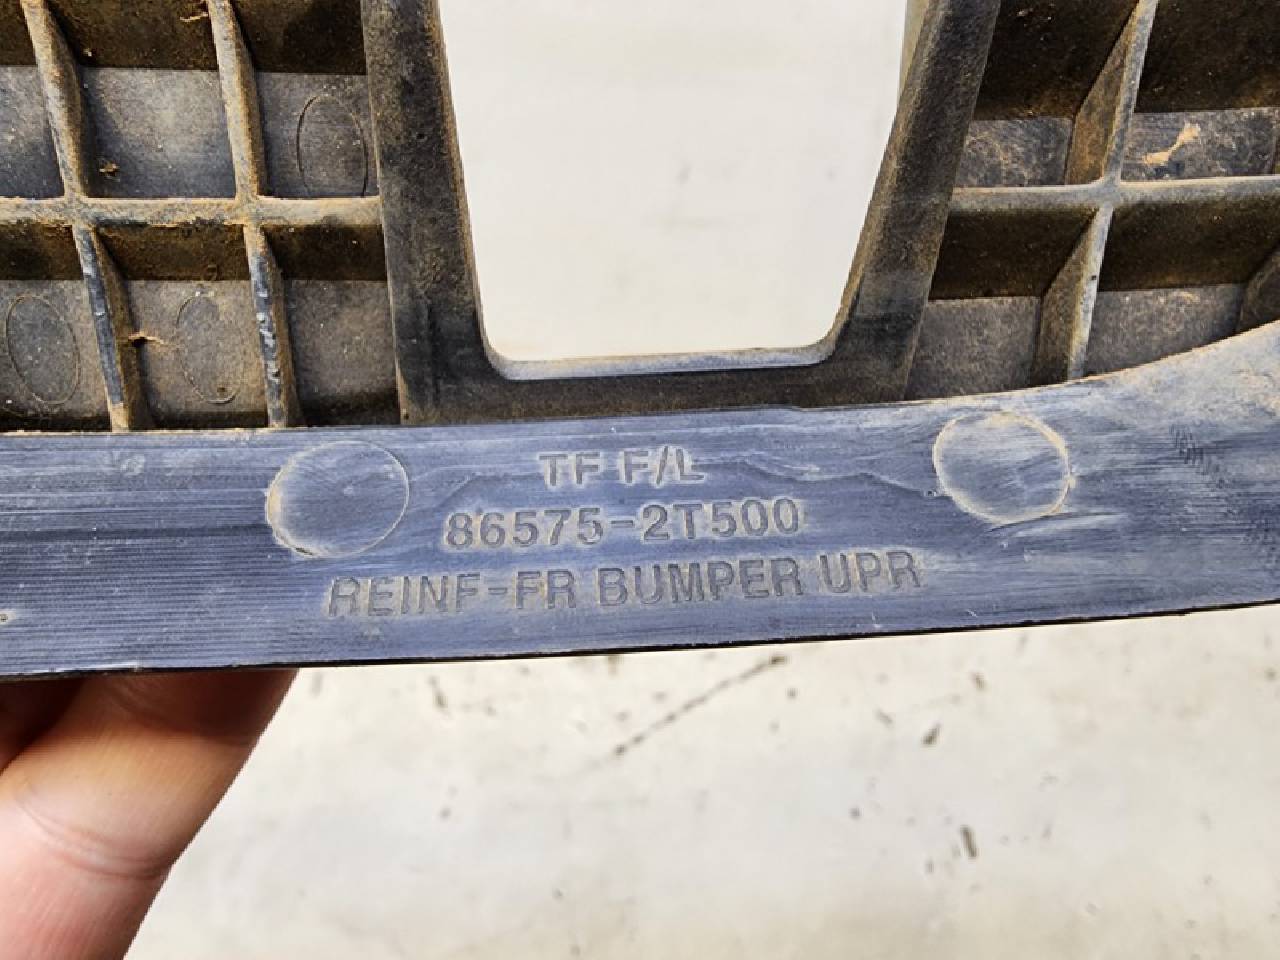 TF F/L
86575-2T500
REINF-FR BUMPER UPR